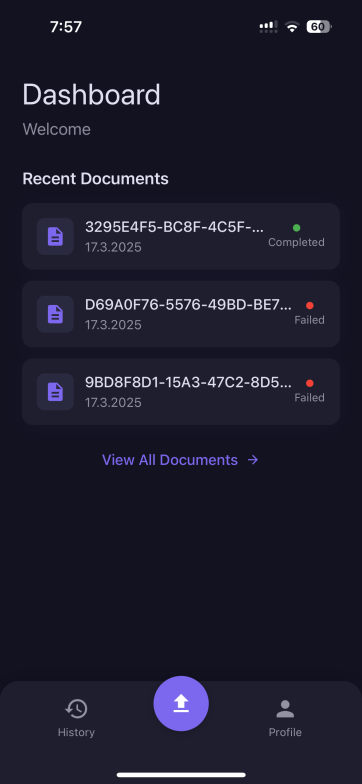 7:57
60
Dashboard
Welcome
Recent Documents
3295E4F5-BC8F-4C5F-...
17.3.2025
Completed
D69A0F76-5576-49BD-BE7...
17.3.2025
Failed
9BD8F8D1-15A3-47C2-8D5...
17.3.2025
Failed
View All Documents →
History
Profile